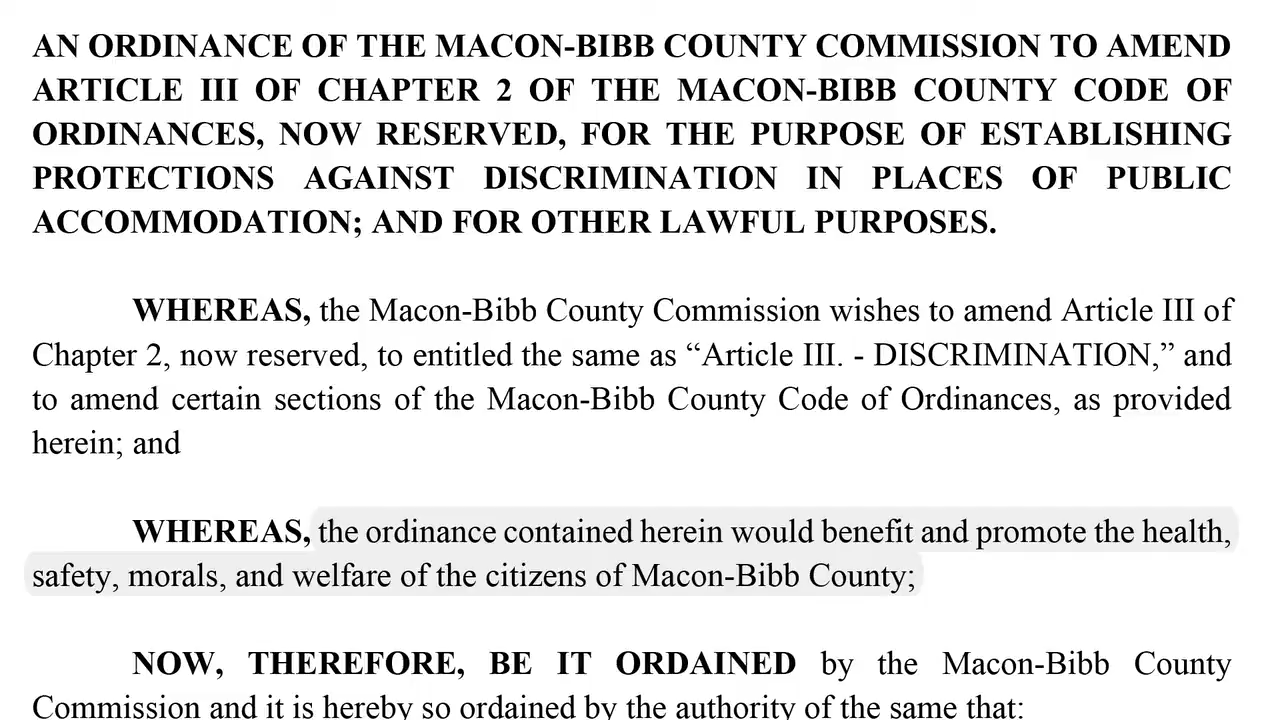 AN ORDINANCE OF THE MACON-BIBB COUNTY COMMISSION TO AMEND
ARTICLE III OF CHAPTER 2 OF THE MACON-BIBB COUNTY CODE OF
ORDINANCES, NOW RESERVED, FOR THE PURPOSE OF ESTABLISHING
PROTECTIONS AGAINST DISCRIMINATION IN PLACES OF PUBLIC
ACCOMMODATION; AND FOR OTHER LAWFUL PURPOSES.
WHEREAS, the Macon-Bibb County Commission wishes to amend Article III of
Chapter 2, now reserved, to entitled the same as “Article III. - DISCRIMINATION,” and
to amend certain sections of the Macon-Bibb County Code of Ordinances, as provided
herein; and
WHEREAS, the ordinance contained herein would benefit and promote the health,
safety, morals, and welfare of the citizens of Macon-Bibb County;
NOW, THEREFORE, BE IT ORDAINED by the Macon-Bibb County
Commission and it is hereby so ordained by the authority of the same that: